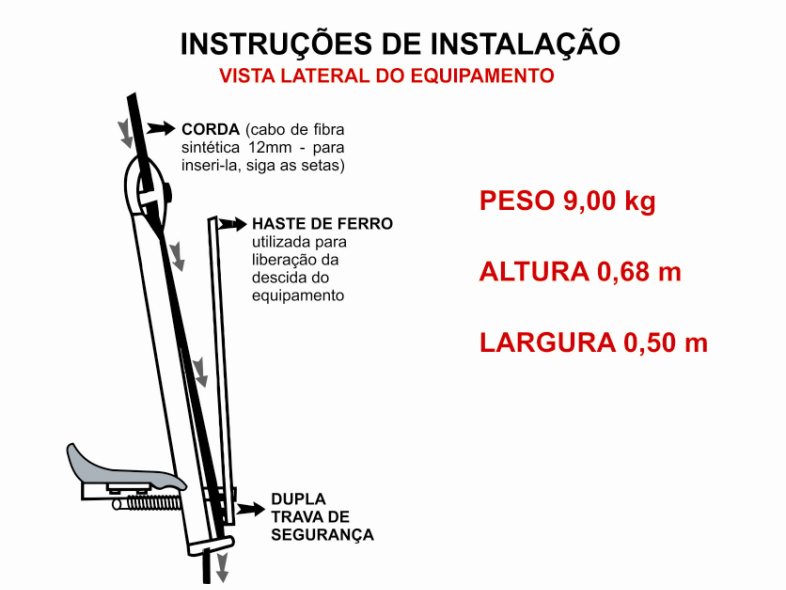 INSTRUÇÕES DE INSTALAÇÃO
VISTA LATERAL DO EQUIPAMENTO
CORDA (cabo de fibra
sintética 12mm - para
inseri-la, siga as setas)
HASTE DE FERRO
utilizada para
liberação da
descida do
equipamento
PESO 9,00 kg
ALTURA 0,68 m
LARGURA 0,50 m
DUPLA
TRAVA DE
SEGURANÇA